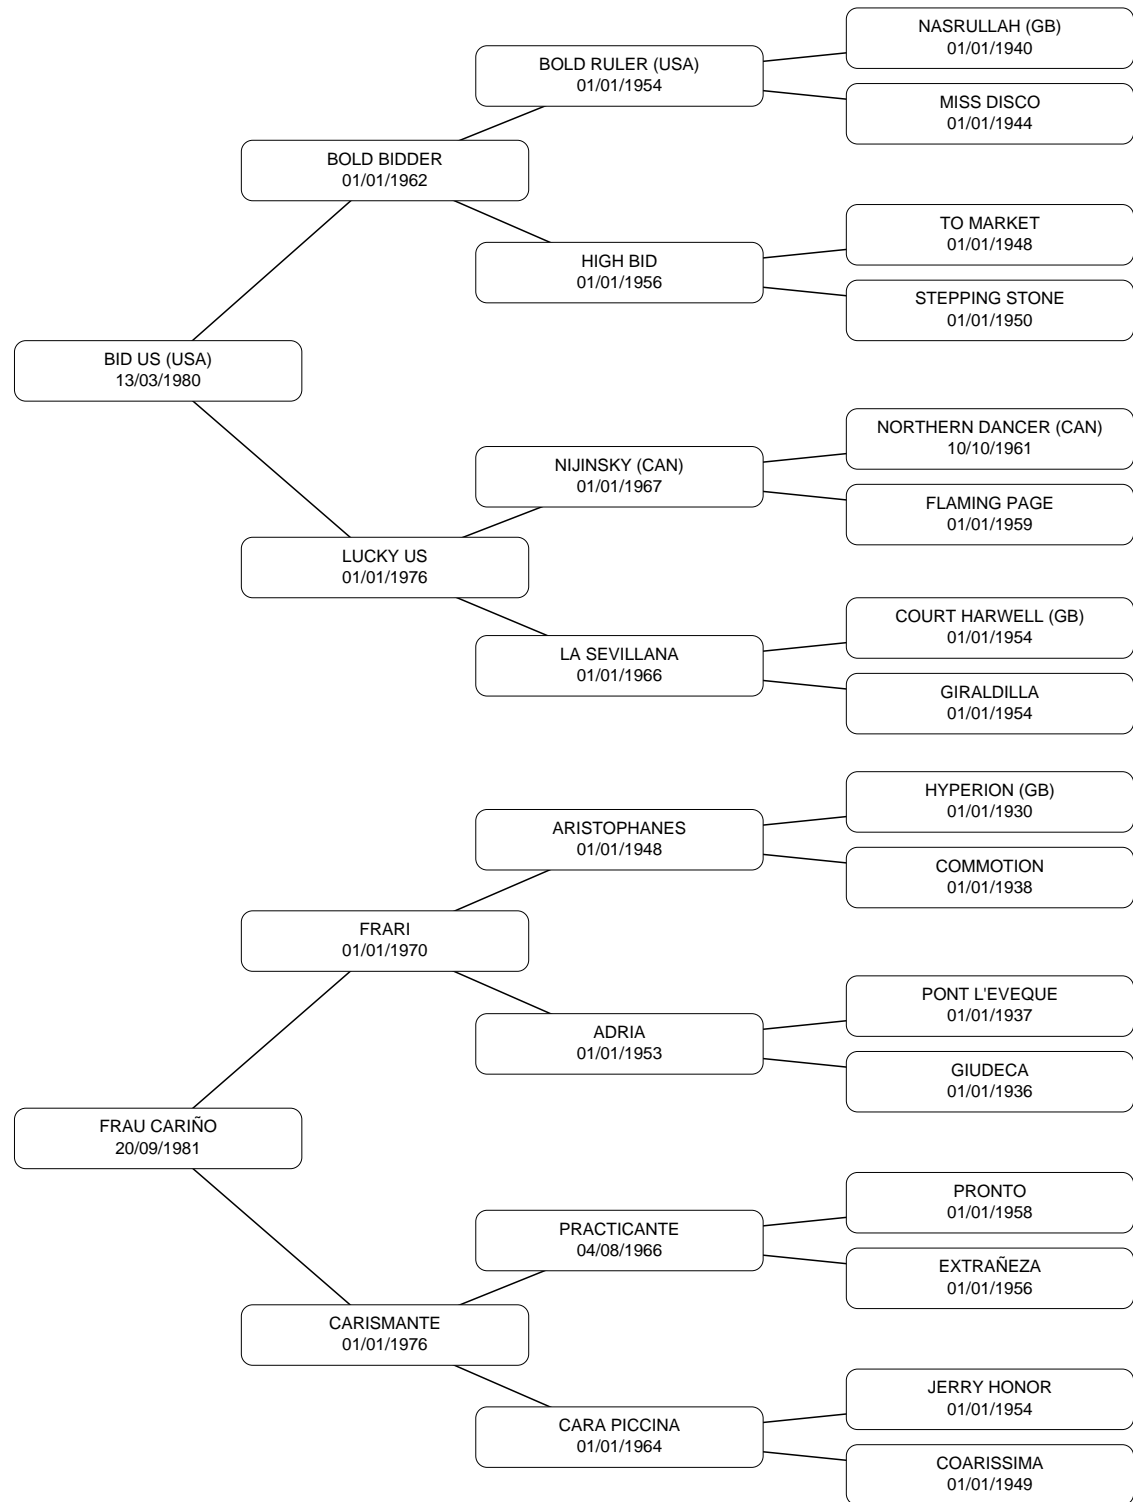 NASRULLAH (GB)
01/01/1940
BOLD RULER (USA)
01/01/1954
MISS DISCO
01/01/1944
BOLD BIDDER
01/01/1962
TO MARKET
01/01/1948
HIGH BID
01/01/1956
STEPPING STONE
01/01/1950
BID US (USA)
13/03/1980
NORTHERN DANCER (CAN)
10/10/1961
NIJINSKY (CAN)
01/01/1967
FLAMING PAGE
01/01/1959
LUCKY US
01/01/1976
COURT HARWELL (GB)
01/01/1954
LA SEVILLANA
01/01/1966
GIRALDILLA
01/01/1954
HYPERION (GB)
01/01/1930
ARISTOPHANES
01/01/1948
COMMOTION
01/01/1938
FRARI
01/01/1970
PONT L'EVEQUE
01/01/1937
ADRIA
01/01/1953
GIUDECA
01/01/1936
FRAU CARIÑO
20/09/1981
PRONTO
01/01/1958
PRACTICANTE
04/08/1966
EXTRAÑEZA
01/01/1956
CARISMANTE
01/01/1976
JERRY HONOR
01/01/1954
CARA PICCINA
01/01/1964
COARISSIMA
01/01/1949